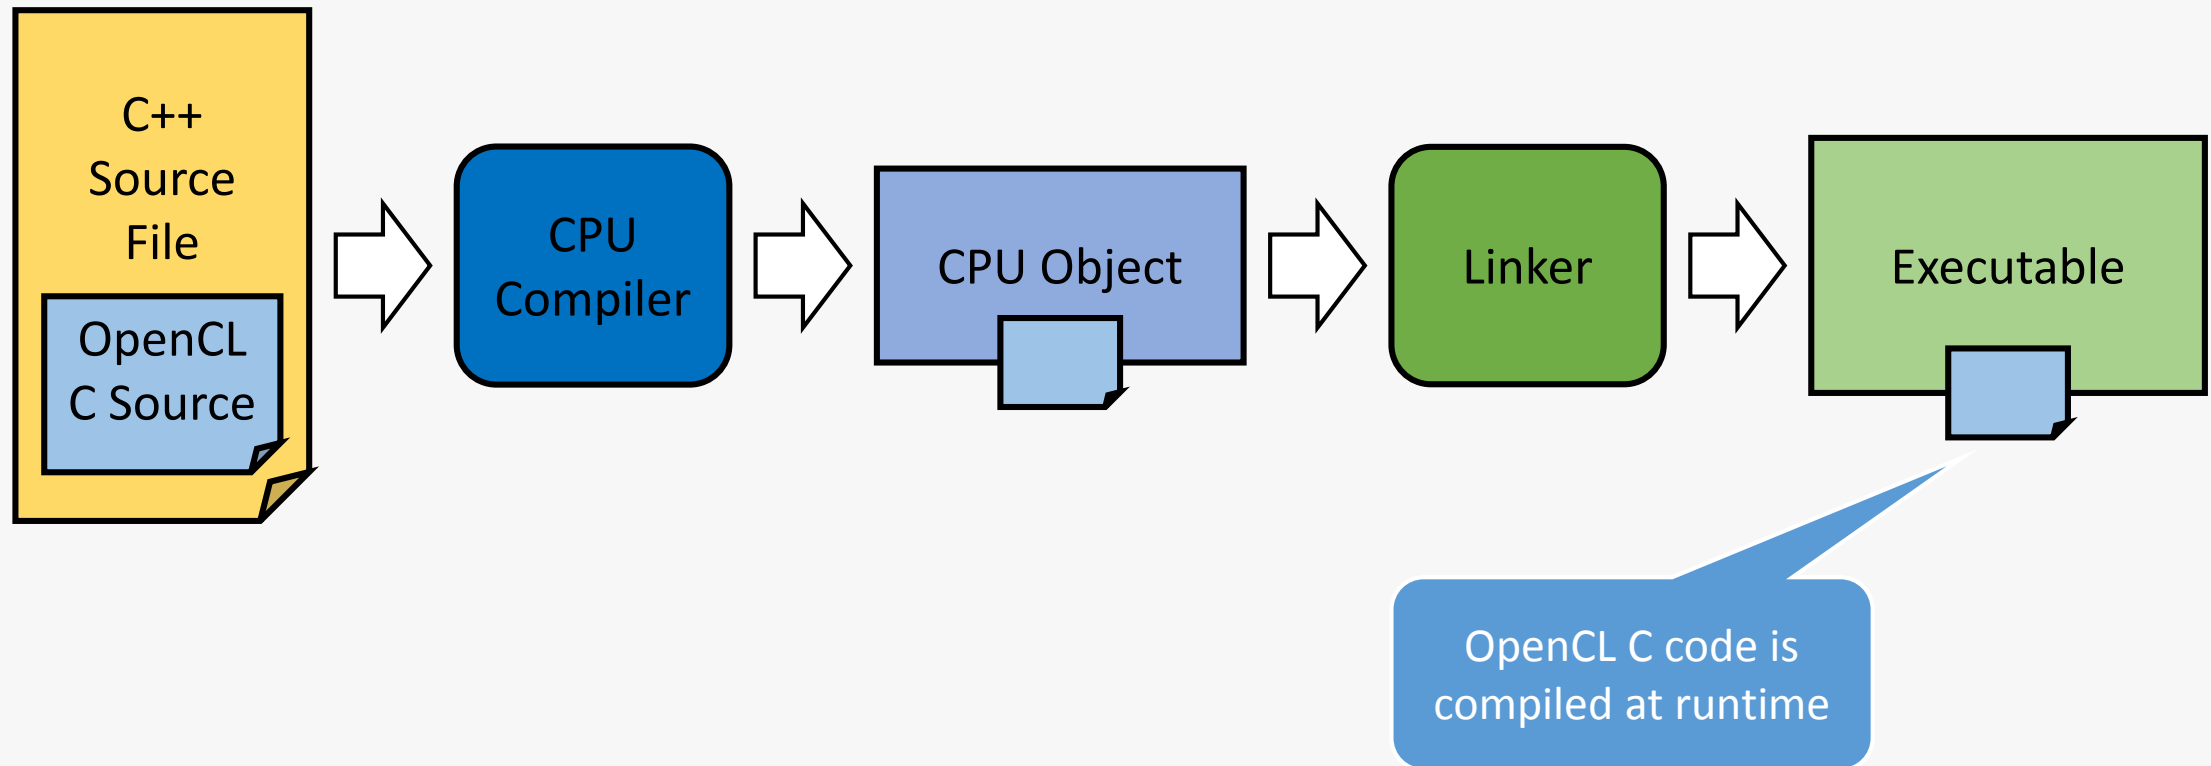 C++
Source
File
OpenCL
C Source
CPU
Compiler
CPU Object
Linker
Executable
OpenCL C code is
compiled at runtime